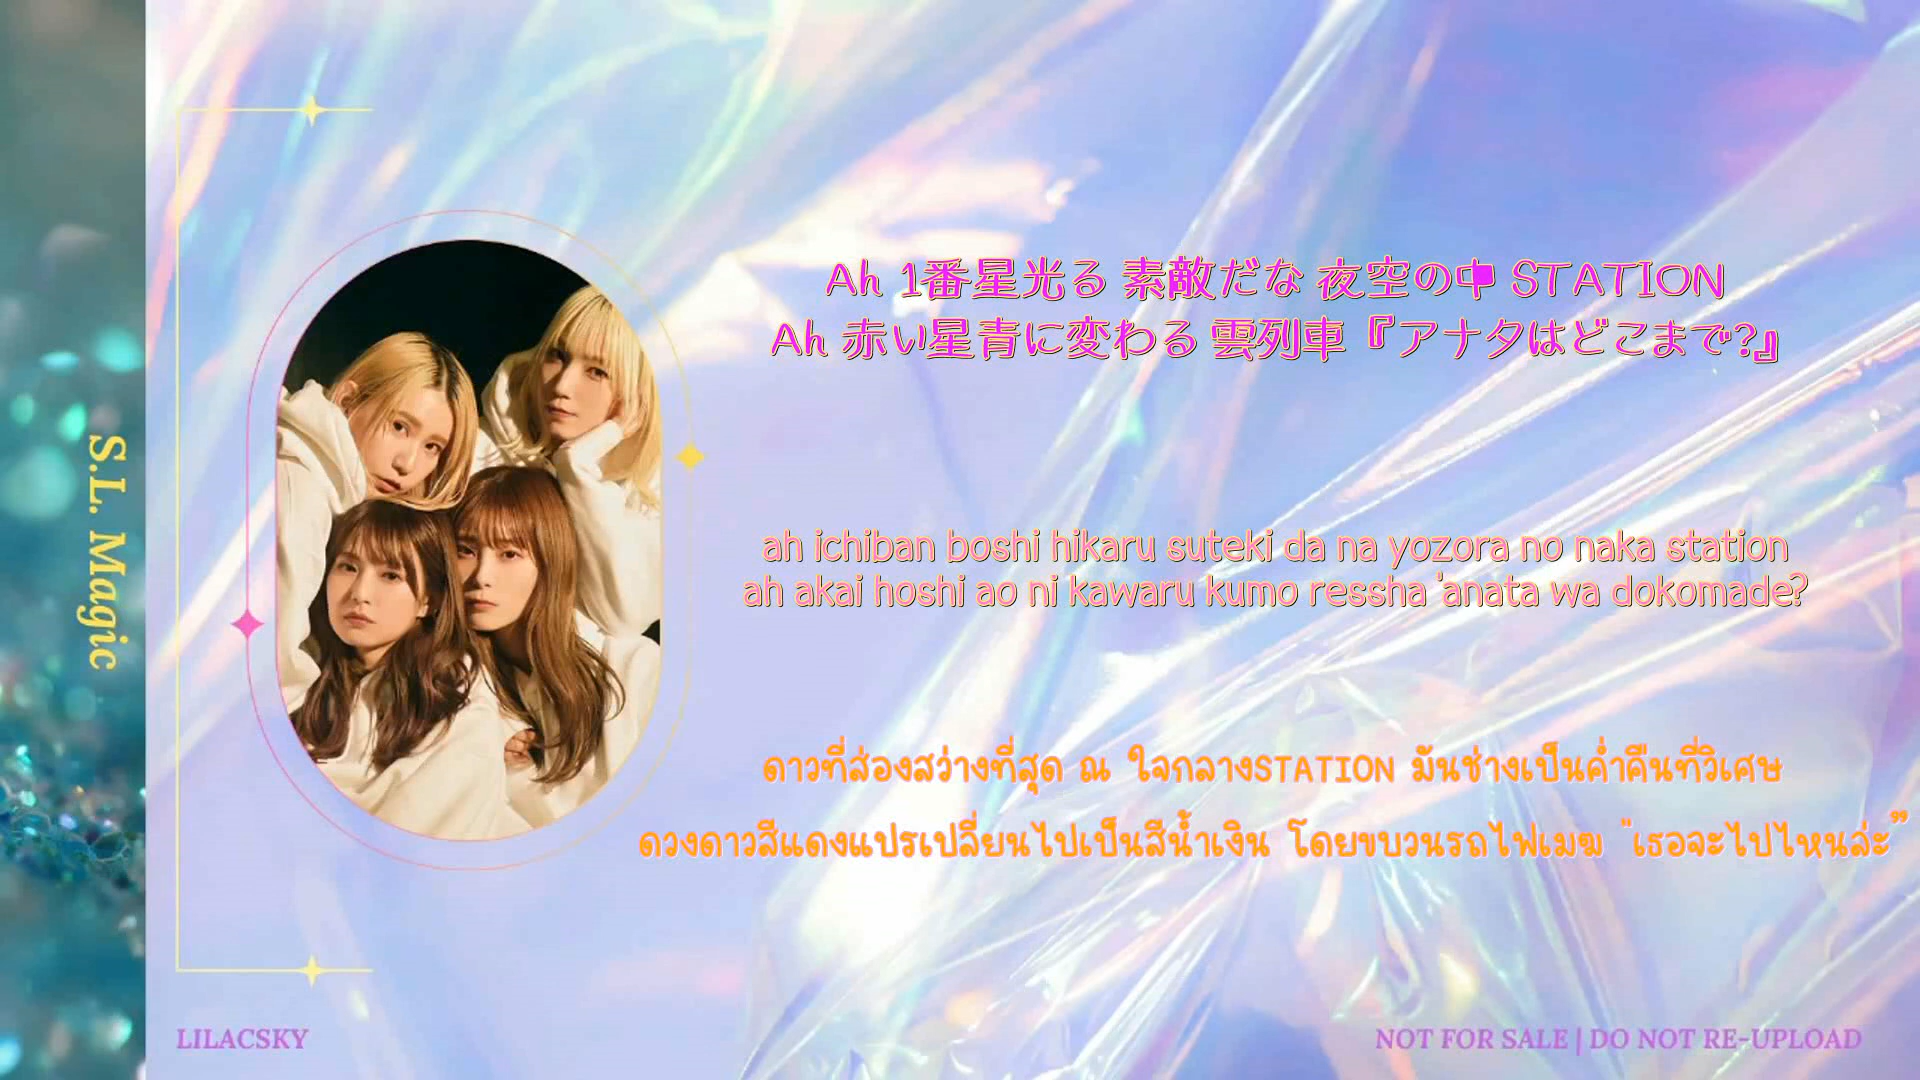 S.L. Magic
Ah 1番星光る 素敵だな 夜空の中 STATION
Ah 赤い星青に変わる 雲列車『アナタはどこまで?』
ah ichiban boshi hikaru suteki da na yozora no naka station
ah akai hoshi ao ni kawaru kumo ressha 'anata wa dokomade?
ดาวที่ส่องสว่างที่สุด ณ ใจกลางSTATION มันช่างเป็นค่ำคืนที่วิเศษ
ดวงดาวสีแดงแปรเปลี่ยนไปเป็นสีน้ำเงิน โดยขบวนรถไฟเมฆ "เธอจะไปไหนล่ะ”
LILACSKY
NOT FOR SALE | DO NOT RE-UPLOAD